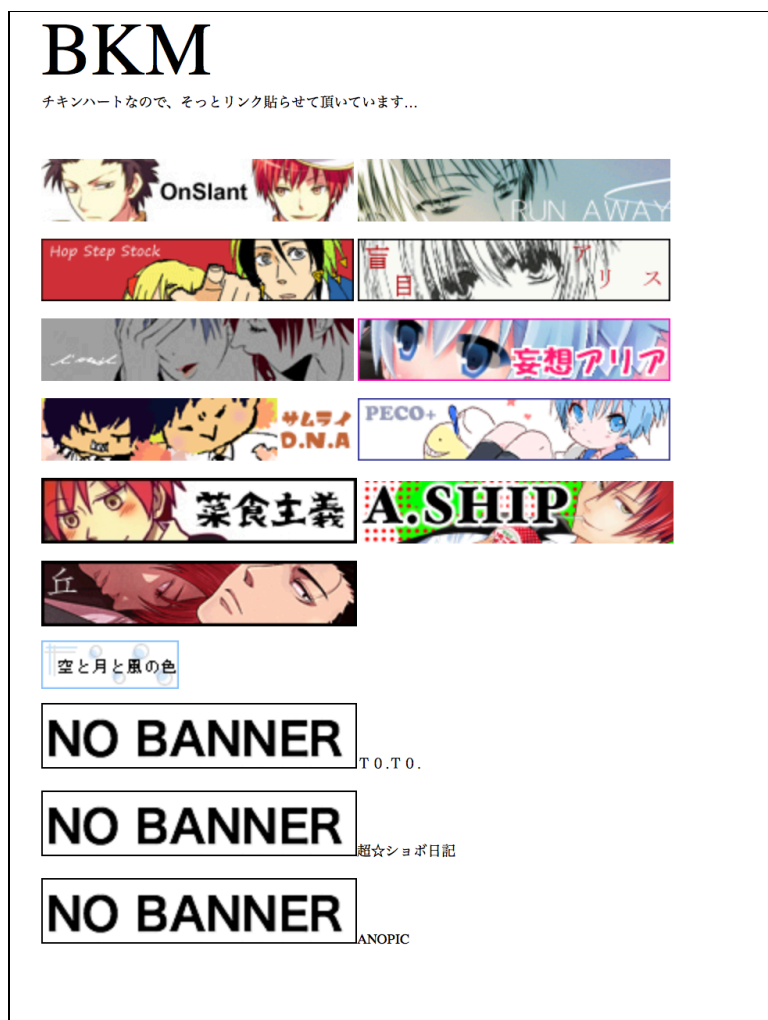 BKM
チキンハートなので、そっとリンク貼らせて頂いています…
OnSlant
RUN AWAY
Hop Step Stock
盲目
アリス
妄想アリア
サムライ
D.N.A
PECO+
菜食主義
A.SHIP
丘
空と月と風の色
NO BANNER
Ｔ０.Ｔ０.
NO BANNER
超☆ショボ日記
NO BANNER
ANOPIC